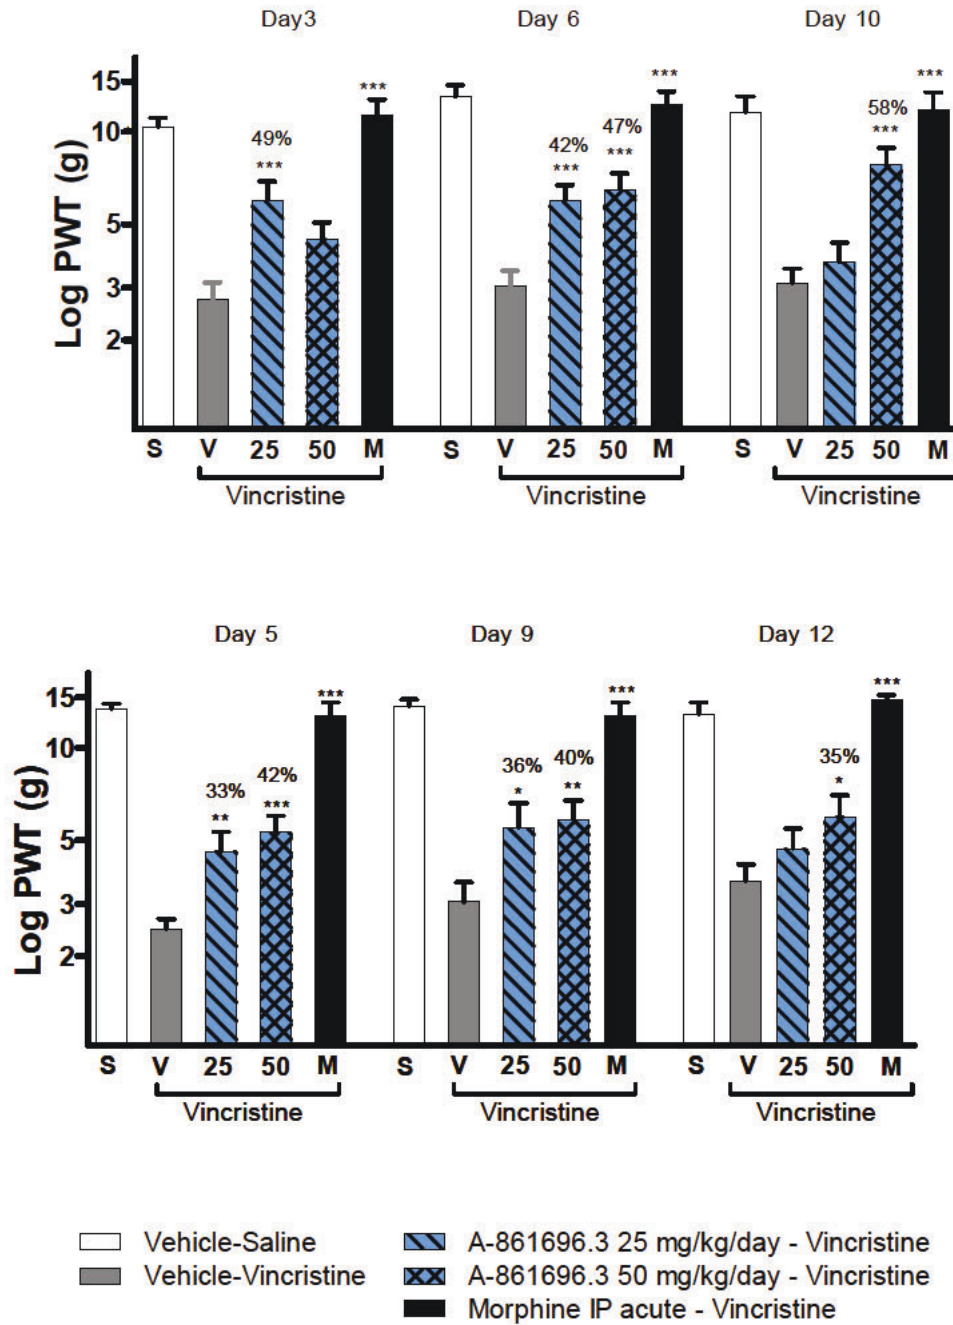 Day3 Day 6 Day 10
15
10
5
3
2
Log PWT (g)
49%
***
***
42%
***
47%
***
***
58%
***
***
S V 25 50 M S V 25 50 M S V 25 50 M
Vincristine Vincristine Vincristine
Day 5 Day 9 Day 12
15
10
5
3
2
Log PWT (g)
33%
**
42%
***
***
36%
*
40%
**
***
35%
*
***
S V 25 50 M S V 25 50 M S V 25 50 M
Vincristine Vincristine Vincristine
Vehicle-Saline
Vehicle-Vincristine
A-861696.3 25 mg/kg/day - Vincristine
A-861696.3 50 mg/kg/day - Vincristine
Morphine IP acute - Vincristine